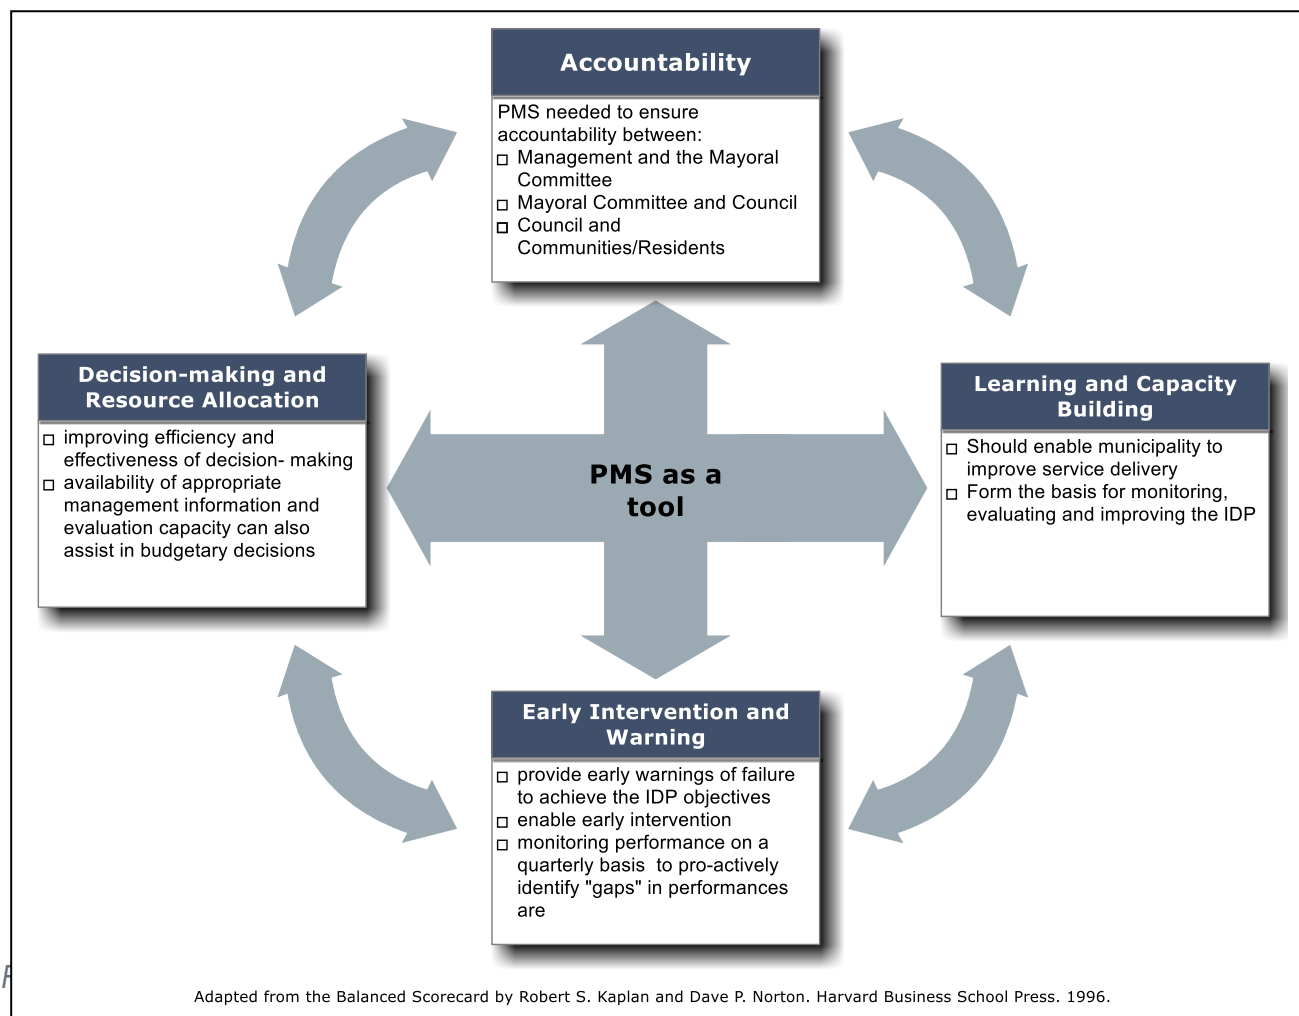 Accountability
PMS needed to ensure
accountability between:
Management and the Mayoral
Committee
Mayoral Committee and Council
Council and
Communities/Residents
Decision-making and
Resource Allocation
improving efficiency and
effectiveness of decision- making
availability of appropriate
management information and
evaluation capacity can also
assist in budgetary decisions
PMS as a
tool
Learning and Capacity
Building
Should enable municipality to
improve service delivery
Form the basis for monitoring,
evaluating and improving the IDP
Early Intervention and
Warning
provide early warnings of failure
to achieve the IDP objectives
enable early intervention
monitoring performance on a
quarterly basis  to pro-actively
identify "gaps" in performances
are
Adapted from the Balanced Scorecard by Robert S. Kaplan and Dave P. Norton. Harvard Business School Press. 1996.